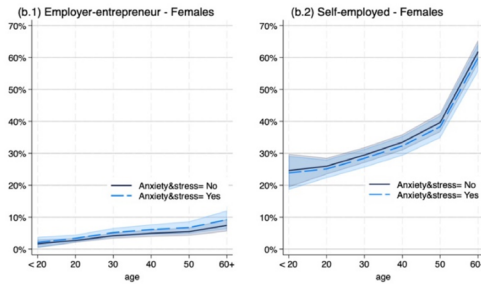 (b.1) Employer-entrepreneur - Females
70%
60%
50%
40%
30%
20%
10%
0%
Anxiety&stress= No
Anxiety&stress= Yes
< 20 20 30 40 50 60+
age
(b.2) Self-employed - Females
70%
60%
50%
40%
30%
20%
10%
0%
Anxiety&stress= No
Anxiety&stress= Yes
< 20 20 30 40 50 60+
age